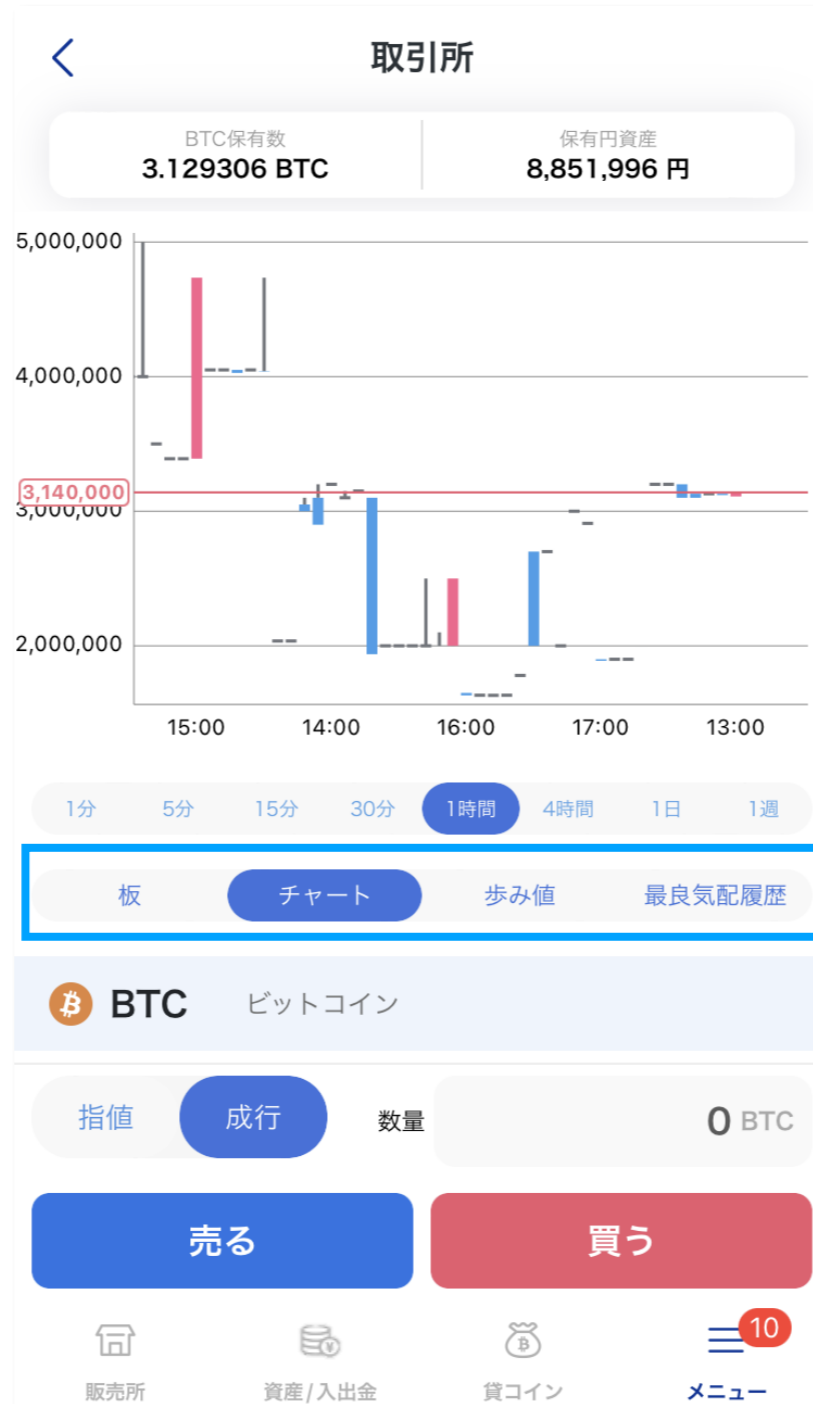 取引所
BTC保有数 保有円資産
3.129306 BTC 8,851,996 円
5,000,000
4,000,000
3,140,000
3,000,000
2,000,000
15:00 14:00 16:00 17:00 13:00
1分 5分 15分 30分 1時間 4時間 1日 1週
板 チャート 歩み値 最良気配履歴
BTC ビットコイン
指値 成行 数量 0 BTC
売る 買う
10
販売所 資産/入出金 貸コイン メニュー